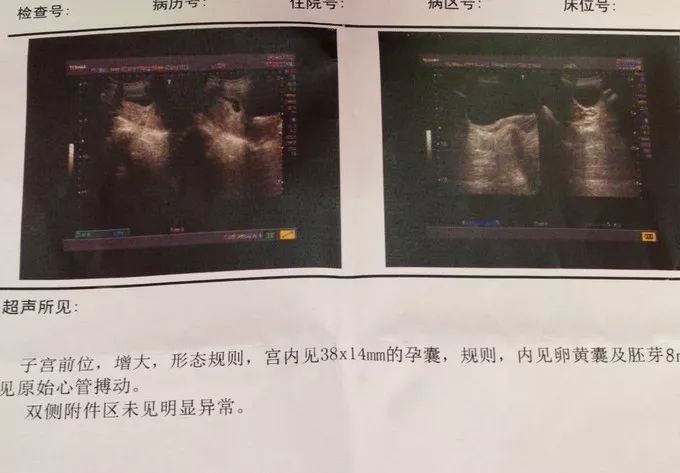 检查号: 病历号: 住院号: 病区号: 床位号:
超声所见:
子宫前位，增大，形态规则，宫内见38x14mm的孕囊，规则，内见卵黄囊及胚芽8
见原始心管搏动。
双侧附件区未见明显异常。